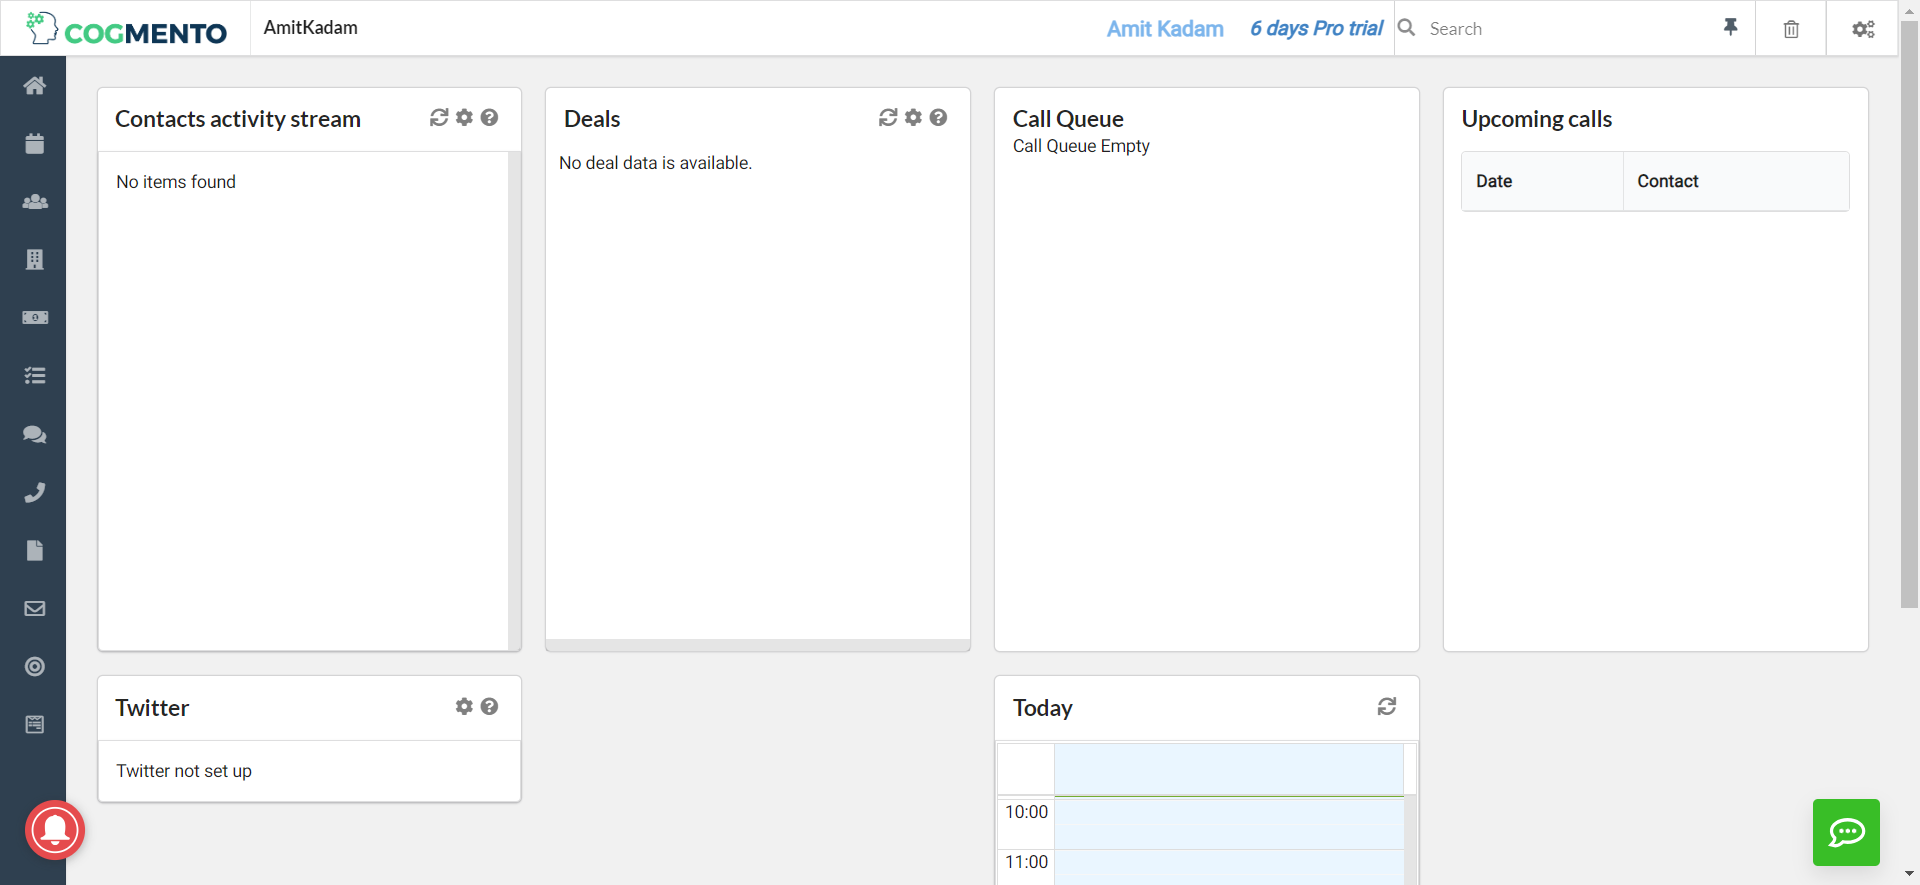 COGMENTO
AmitKadam
Amit Kadam
6 days Pro trial
Search
Contacts activity stream
No items found
Deals
No deal data is available.
Call Queue
Call Queue Empty
Upcoming calls
Date
Contact
Twitter
Twitter not set up
Today
10:00
11:00